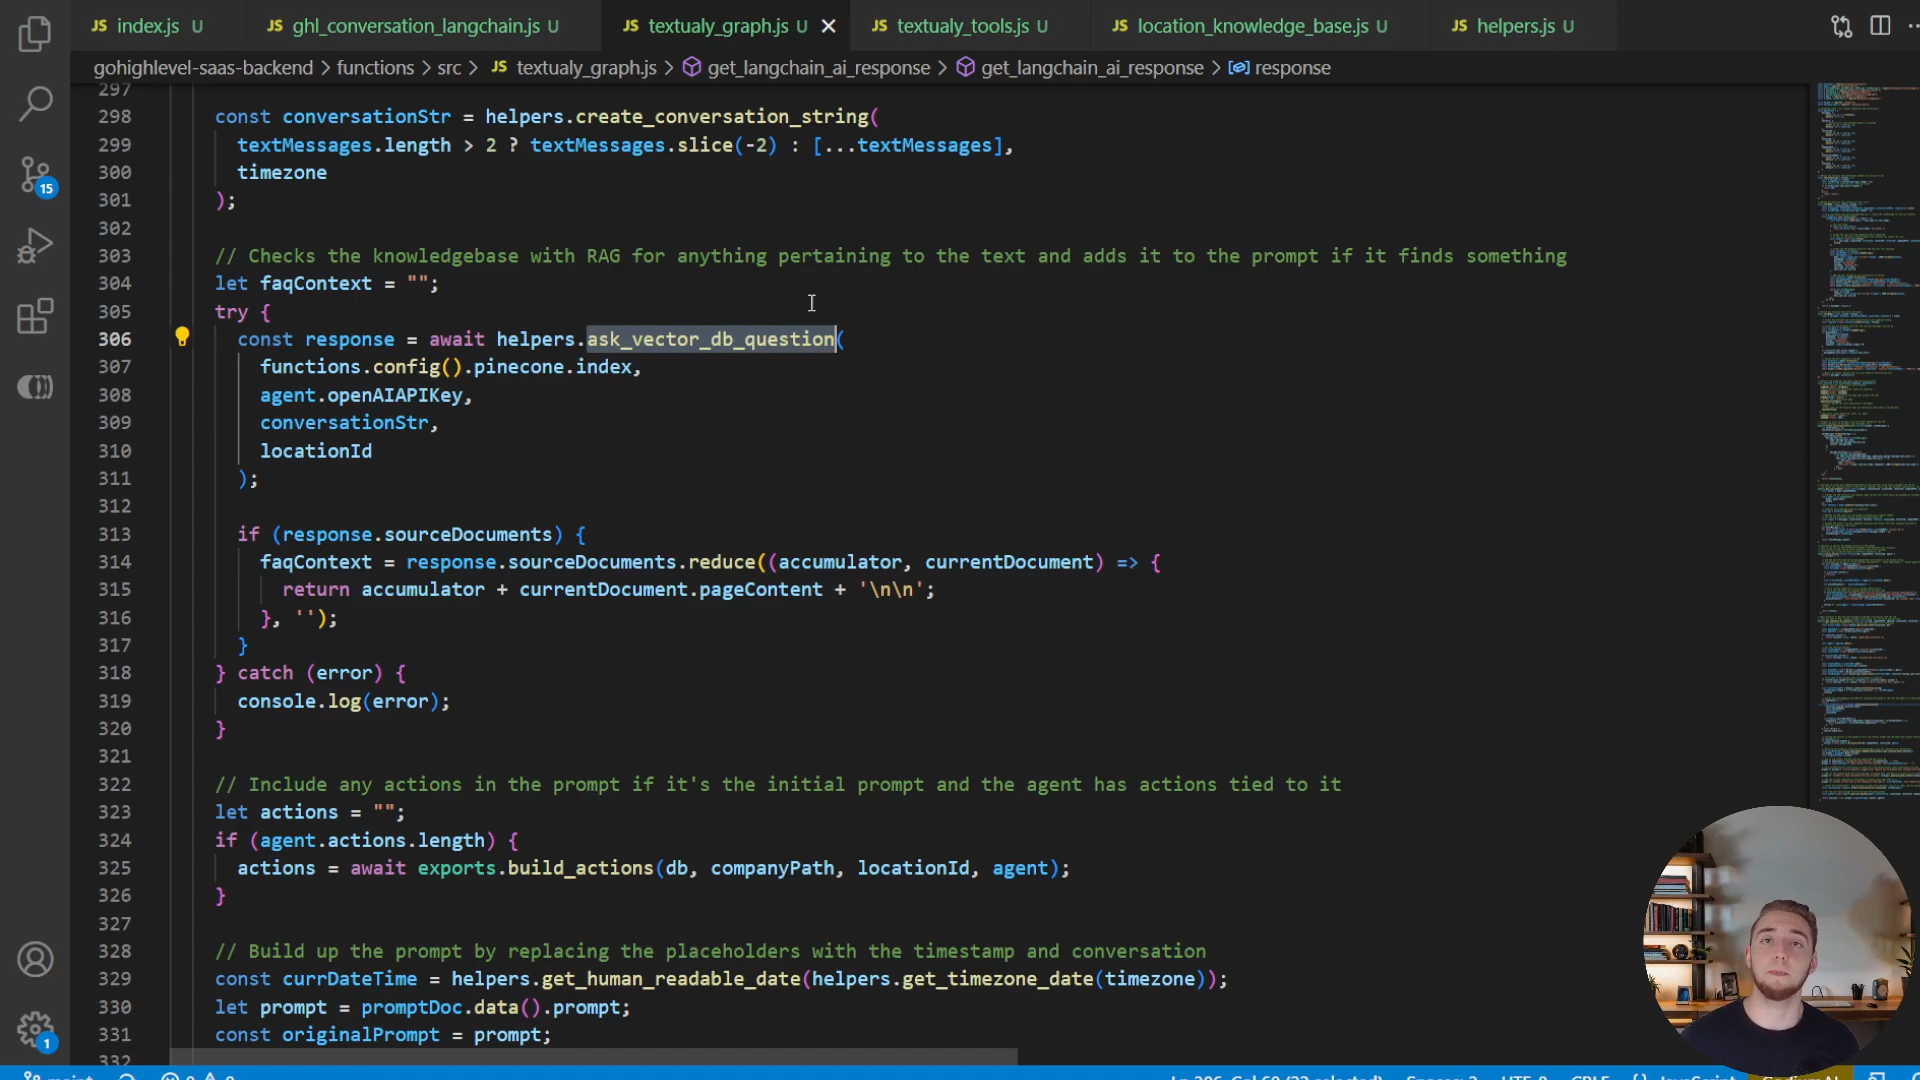 index.js U
ghl_conversation_langchain.js U
textualy_graph.js U
textualy_tools.js U
location_knowledge_base.js U
helpers.js U
gohighlevel-saas-backend > functions > src > JS textualy_graph.js > get_langchain_ai_response > get_langchain_ai_response > response
297
298 const conversationStr = helpers.create_conversation_string(
299 textMessages.length > 2 ? textMessages.slice(-2) : [...textMessages],
300 timezone
301 );
302
303 // Checks the knowledgebase with RAG for anything pertaining to the text and adds it to the prompt if it finds something
304 let faqContext = "";
305 try {
306 const response = await helpers.ask_vector_db_question(
307 functions.config().pinecone.index,
308 agent.openAIAPIKey,
309 conversationStr,
310 locationId
311 );
312
313 if (response.sourceDocuments) {
314 faqContext = response.sourceDocuments.reduce((accumulator, currentDocument) => {
315 return accumulator + currentDocument.pageContent + '\n\n';
316 }, '');
317 }
318 } catch (error) {
319 console.log(error);
320 }
321
322 // Include any actions in the prompt if it's the initial prompt and the agent has actions tied to it
323 let actions = "";
324 if (agent.actions.length) {
325 actions = await exports.build_actions(db, companyPath, locationId, agent);
326 }
327
328 // Build up the prompt by replacing the placeholders with the timestamp and conversation
329 const currDateTime = helpers.get_human_readable_date(helpers.get_timezone_date(timezone));
330 let prompt = promptDoc.data().prompt;
331 const originalPrompt = prompt;
332
15
1